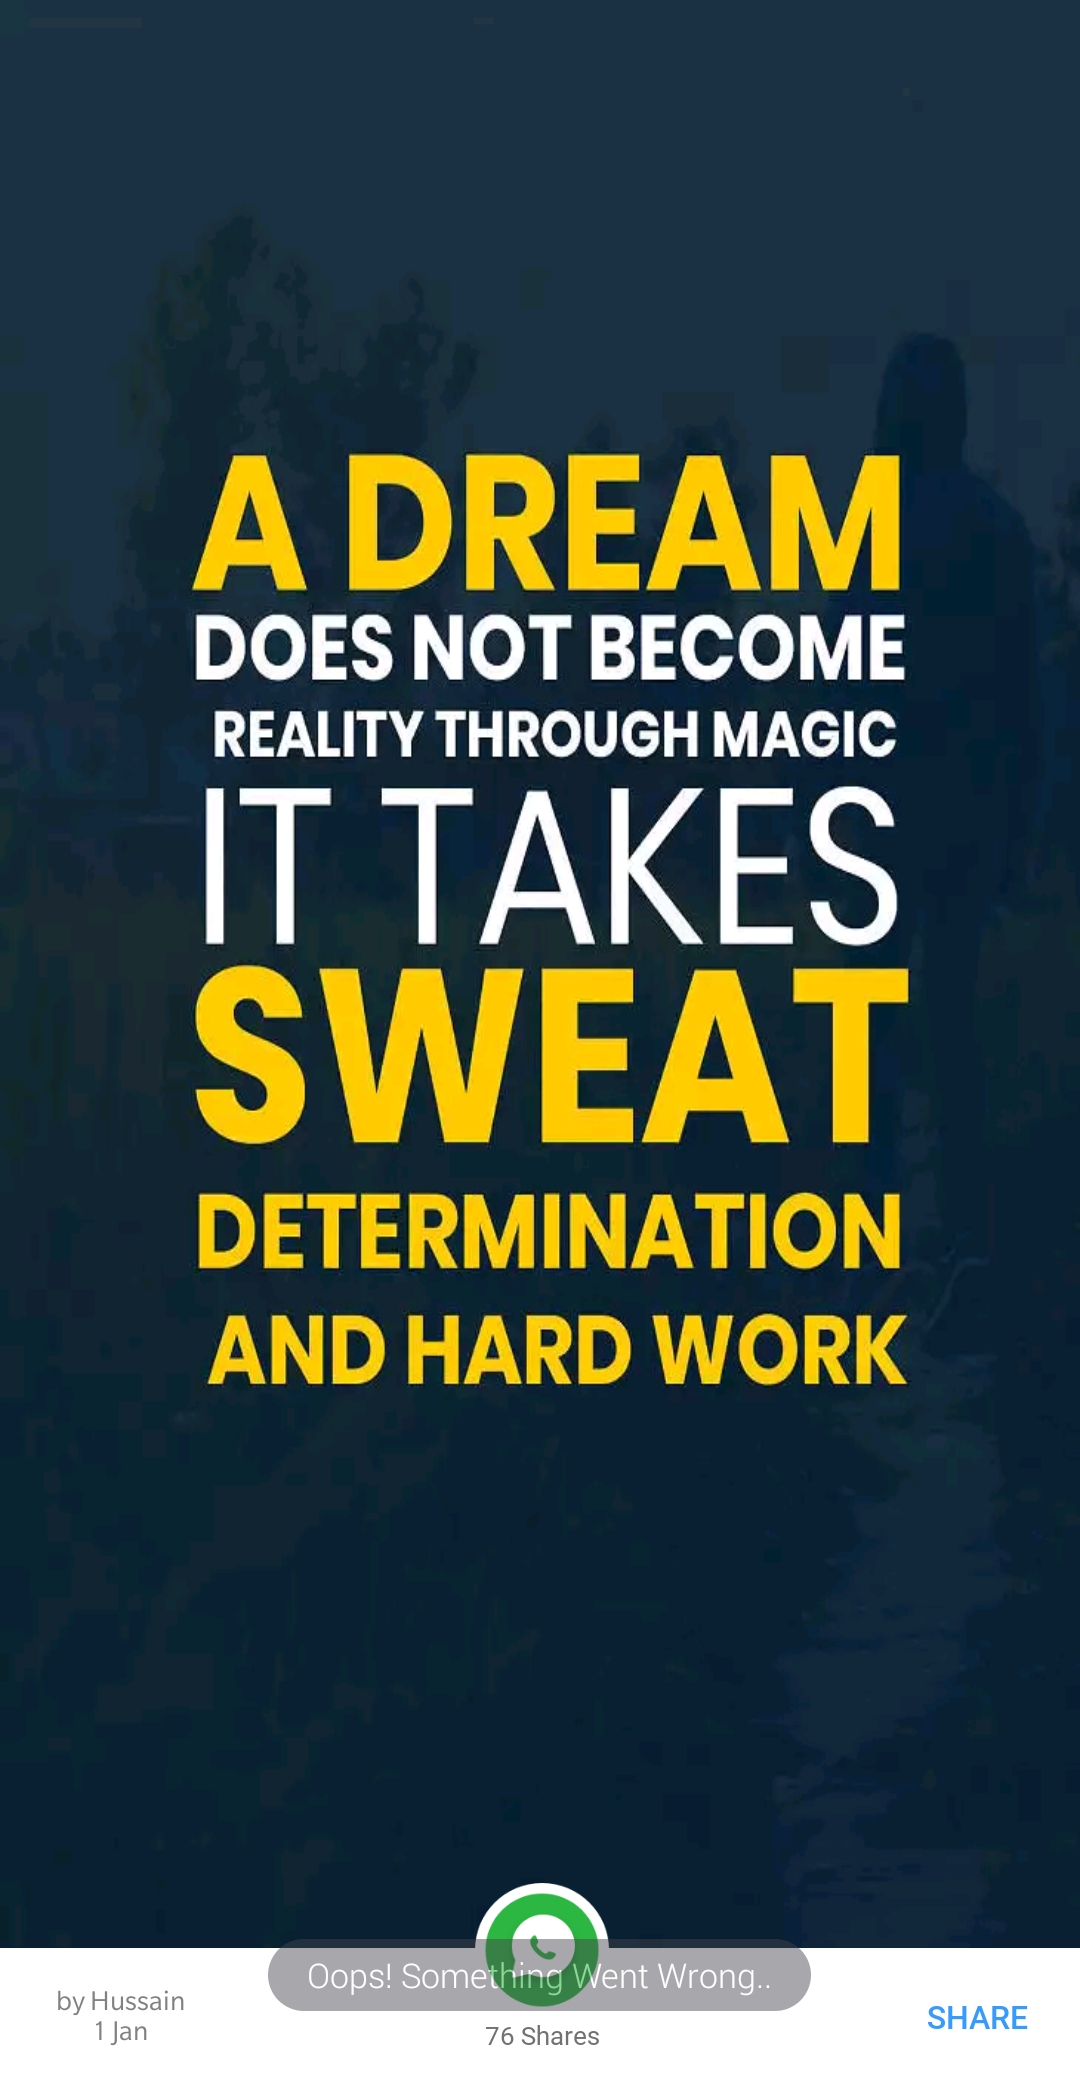 A DREAM
DOES NOT BECOME
REALITY THROUGH MAGIC
IT TAKES
SWEAT
DETERMINATION
AND HARD WORK
Oops! Something Went Wrong..
by Hussain
1 Jan
76 Shares
SHARE